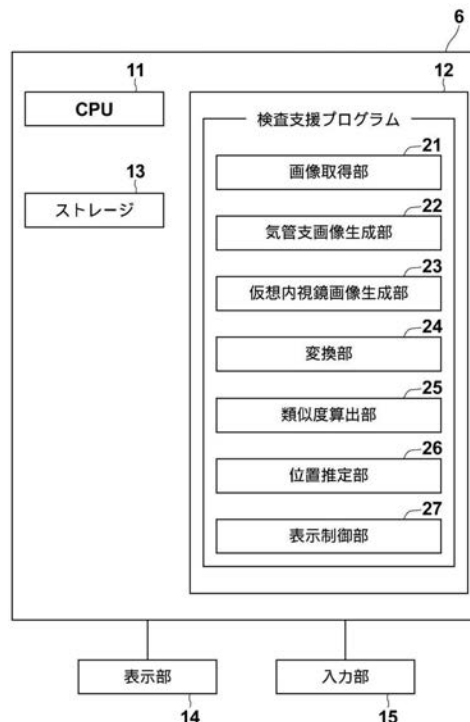 6
11
12
CPU
検査支援プログラム
21
画像取得部
13
ストレージ
22
気管支画像生成部
23
仮想内視鏡画像生成部
24
変換部
25
類似度算出部
26
位置推定部
27
表示制御部
表示部
入力部
14
15